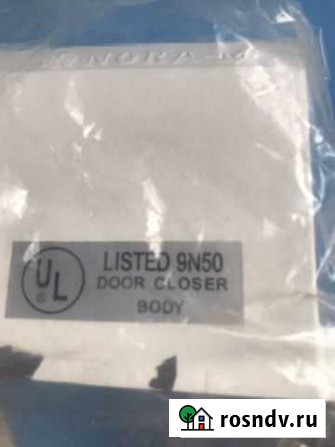 NORA-M
UL
®
LISTED 9N50
DOOR CLOSER
BODY
rosndv.ru